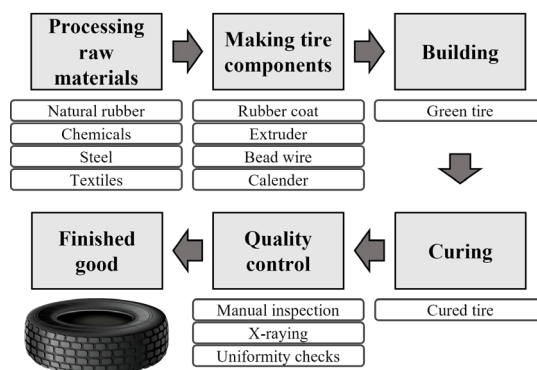 Processing
raw
materials
Making tire
components
Building
Natural rubber
Chemicals
Steel
Textiles
Rubber coat
Extruder
Bead wire
Calender
Green tire
Finished
good
Quality
control
Curing
Manual inspection
X-raying
Uniformity checks
Cured tire